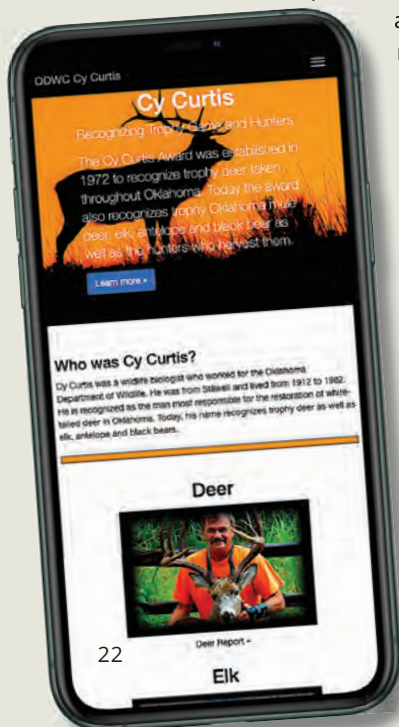 ODWC Cy Curtis
Cy Curtis
Recognizing Trophy Game and Hunters
The Cy Curtis Award was established in
1972 to recognize trophy deer taken
throughout Oklahoma. Today the award
also recognizes trophy Oklahoma mule
deer, elk, antelope and black bear as
well as the hunters who harvest them.
Learn more »
Who was Cy Curtis?
Cy Curtis was a wildlife biologist who worked for the Oklahoma
Department of Wildlife. He was from Stilwell and lived from 1912 to 1982.
He is recognized as the man most responsible for the restoration of white-
tailed deer in Oklahoma. Today, his name recognizes trophy deer as well as
elk, antelope and black bears.
Deer
Deer Report »
22
Elk